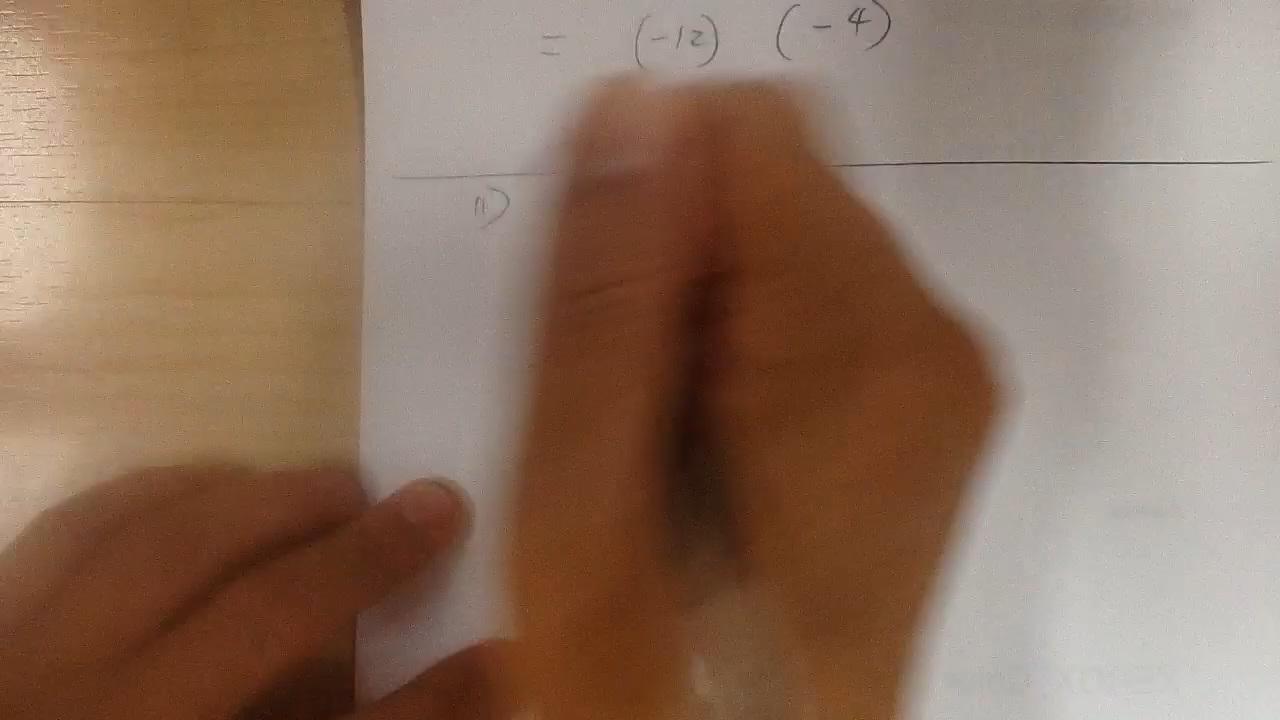 = (-12) (-4)
11)